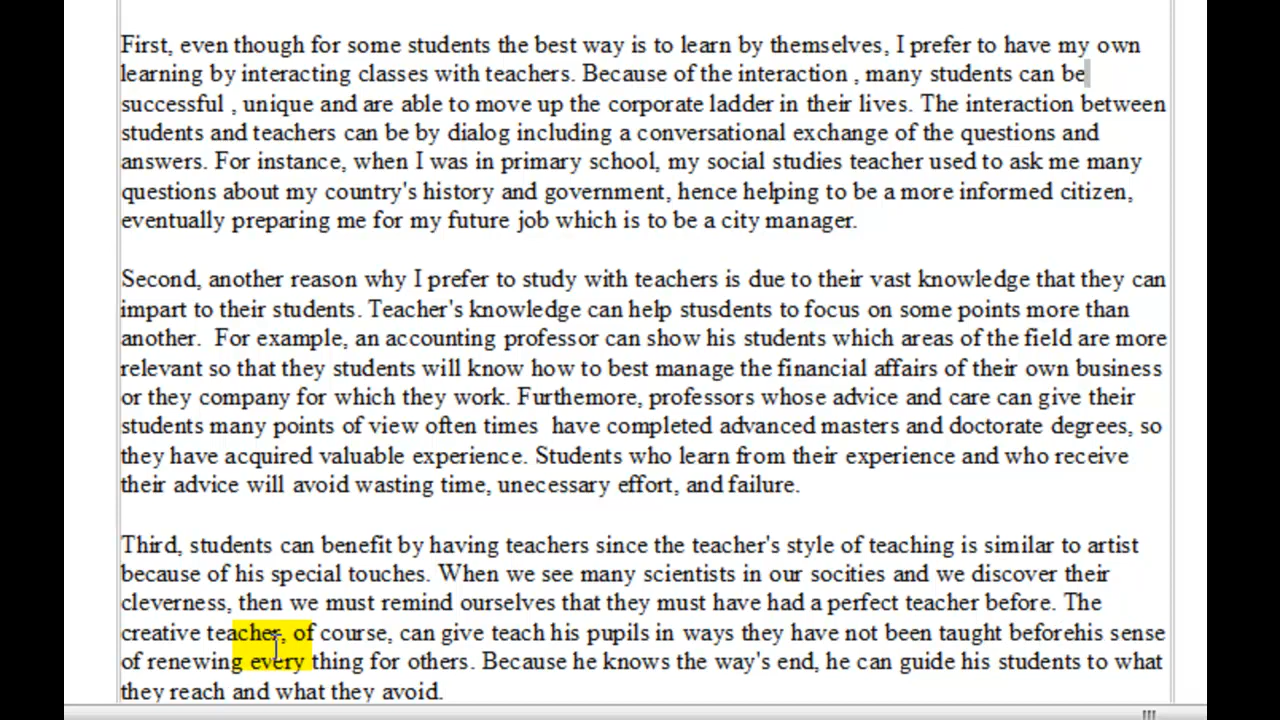 First, even though for some students the best way is to learn by themselves, I prefer to have my own
learning by interacting classes with teachers. Because of the interaction , many students can be
successful , unique and are able to move up the corporate ladder in their lives. The interaction between
students and teachers can be by dialog including a conversational exchange of the questions and
answers. For instance, when I was in primary school, my social studies teacher used to ask me many
questions about my country's history and government, hence helping to be a more informed citizen,
eventually preparing me for my future job which is to be a city manager.
Second, another reason why I prefer to study with teachers is due to their vast knowledge that they can
impart to their students. Teacher's knowledge can help stusdents to focus on some points more than
another.  For example, an accounting professor can show his students which areas of the field are more
relevant so that they students will know how to best manage the financial affairs of their own business
or they company for which they work. Furthemore, professors whose advice and care can give their
students many points of view often times  have completed advanced masters and doctorate degrees, so
they have acquired valuable experience. Students who learn from their experience and who receive
their advice will avoid wasting time, unecessary effort, and failure.
Third, students can benefit by having teachers since the teacher's style of teaching is similar to artist
because of his special touches. When we see many scientists in our socities and we discover their
cleverness, then we must remind ourselves that they must have had a perfect teacher before. The
creative teacher, of course, can give teach his pupils in ways they have not been taught beforehis sense
of renewing every thing for others. Because he knows the way's end, he can guide his students to what
they reach and what they avoid.